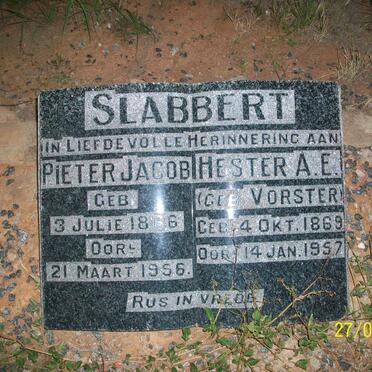 SLABBERT
IN LIEFDEVOLLE HERINNERING AAN
PIETER JACOB
GEB.
3 JULIE 1866
OORL.
21 MAART 1956.
HESTER A.E.
(GEB VORSTER)
GEB. 4 OKT. 1869
OORL 14 JAN. 1957
RUS IN VREDE
27/0